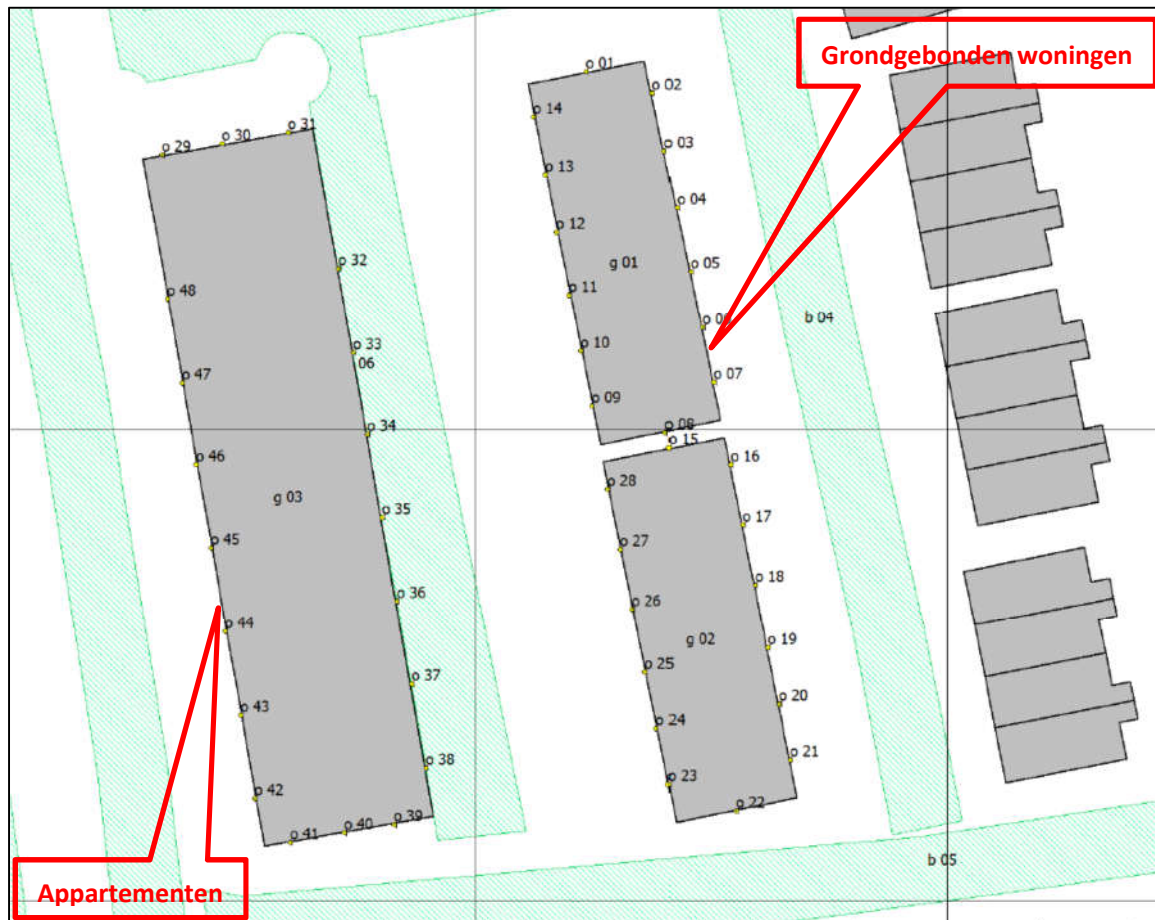 Grondgebonden woningen
o 01
o 02
o 14
o 31
o 30
o 29
o 03
o 13
o 04
o 12
g 01
o 05
o 32
o 11
o 48
b 04
o 06
o 33
06
o 10
o 07
o 47
o 09
o 08
o 34
o 15
o 16
o 46
o 28
g 03
o 35
o 17
o 45
o 27
o 18
o 36
o 26
o 44
g 02
o 19
o 25
o 37
o 20
o 43
o 24
o 21
o 38
o 23
o 42
o 22
o 39
o 40
o 41
b 05
Appartementen